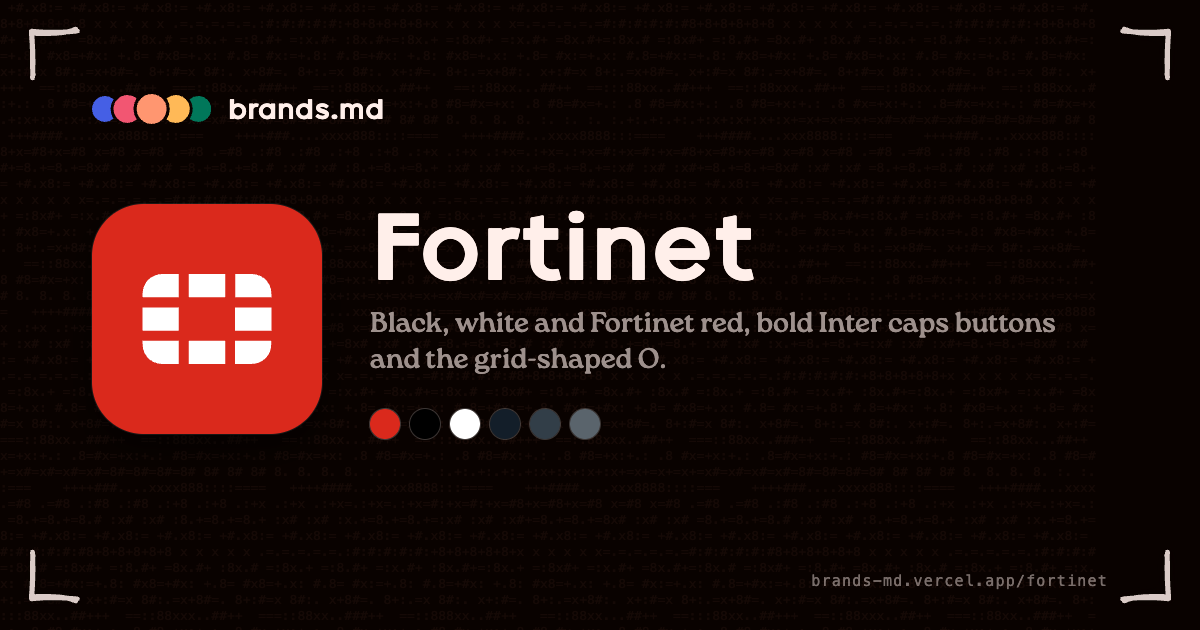 brands.md
Fortinet
Black, white and Fortinet red, bold Inter caps buttons
and the grid-shaped O.
brands-md.vercel.app/fortinet